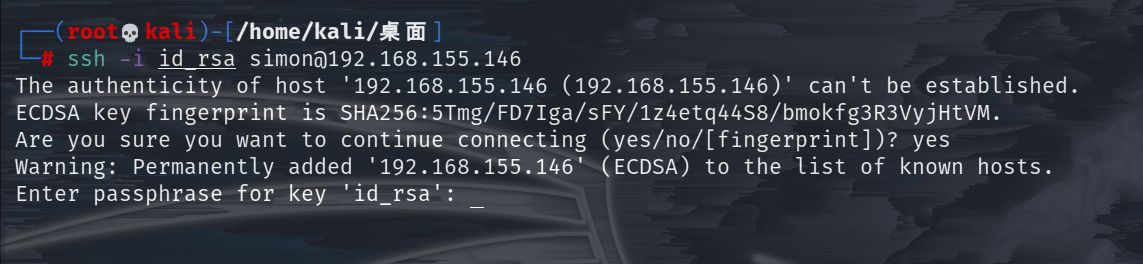 ┌──(root💀kali)-[/home/kali/桌面]
└─# ssh -i id_rsa simon@192.168.155.146
The authenticity of host '192.168.155.146 (192.168.155.146)' can't be established.
ECDSA key fingerprint is SHA256:5Tmg/FD7Iga/sFY/1z4etq44S8/bmokfg3R3VyjHtVM.
Are you sure you want to continue connecting (yes/no/[fingerprint])? yes
Warning: Permanently added '192.168.155.146' (ECDSA) to the list of known hosts.
Enter passphrase for key 'id_rsa': _